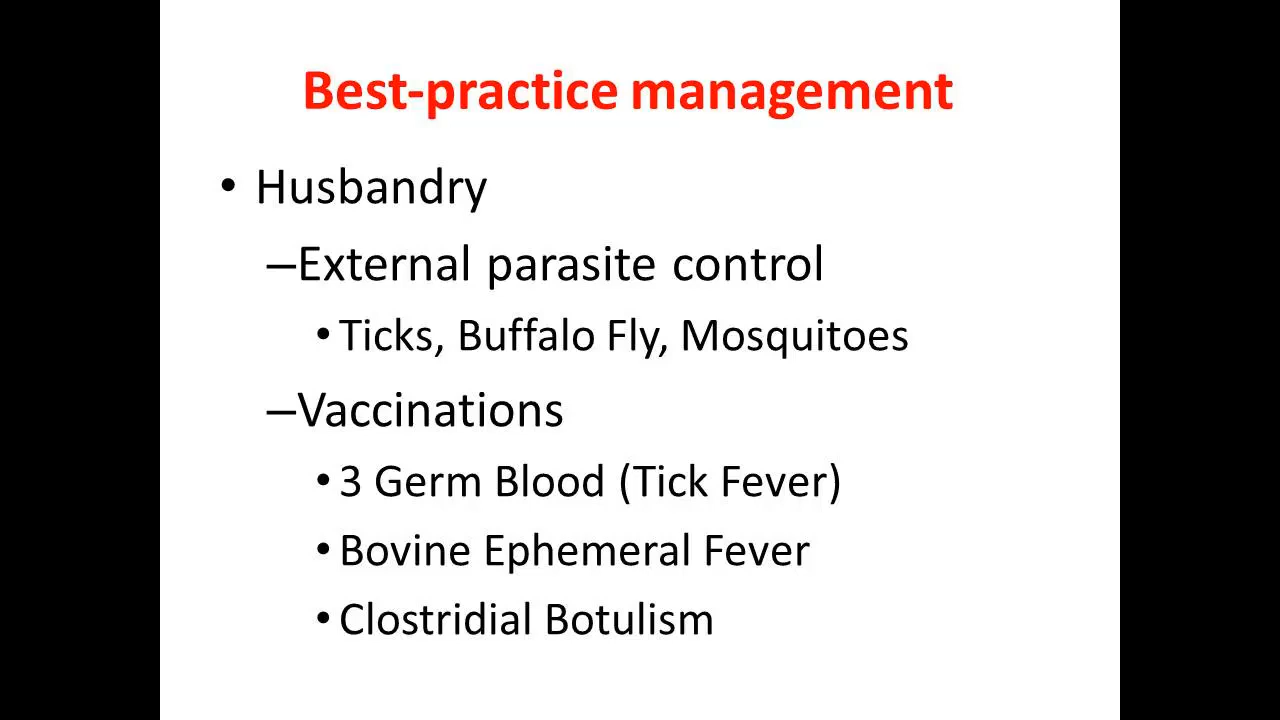 Best-practice management
• Husbandry
–External parasite control
• Ticks, Buffalo Fly, Mosquitoes
–Vaccinations
• 3 Germ Blood (Tick Fever)
• Bovine Ephemeral Fever
• Clostridial Botulism